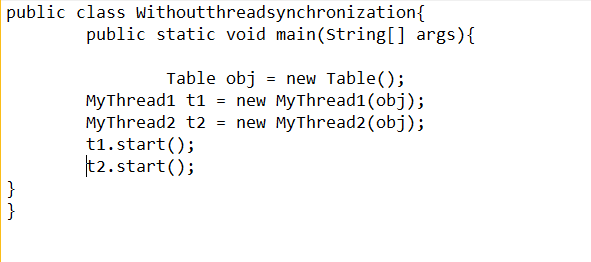 public class Withoutthreadsynchronization{
public static void main(String[] args){
Table obj = new Table();
MyThread1 t1 = new MyThread1(obj);
MyThread2 t2 = new MyThread2(obj);
t1.start();
t2.start();
}
}